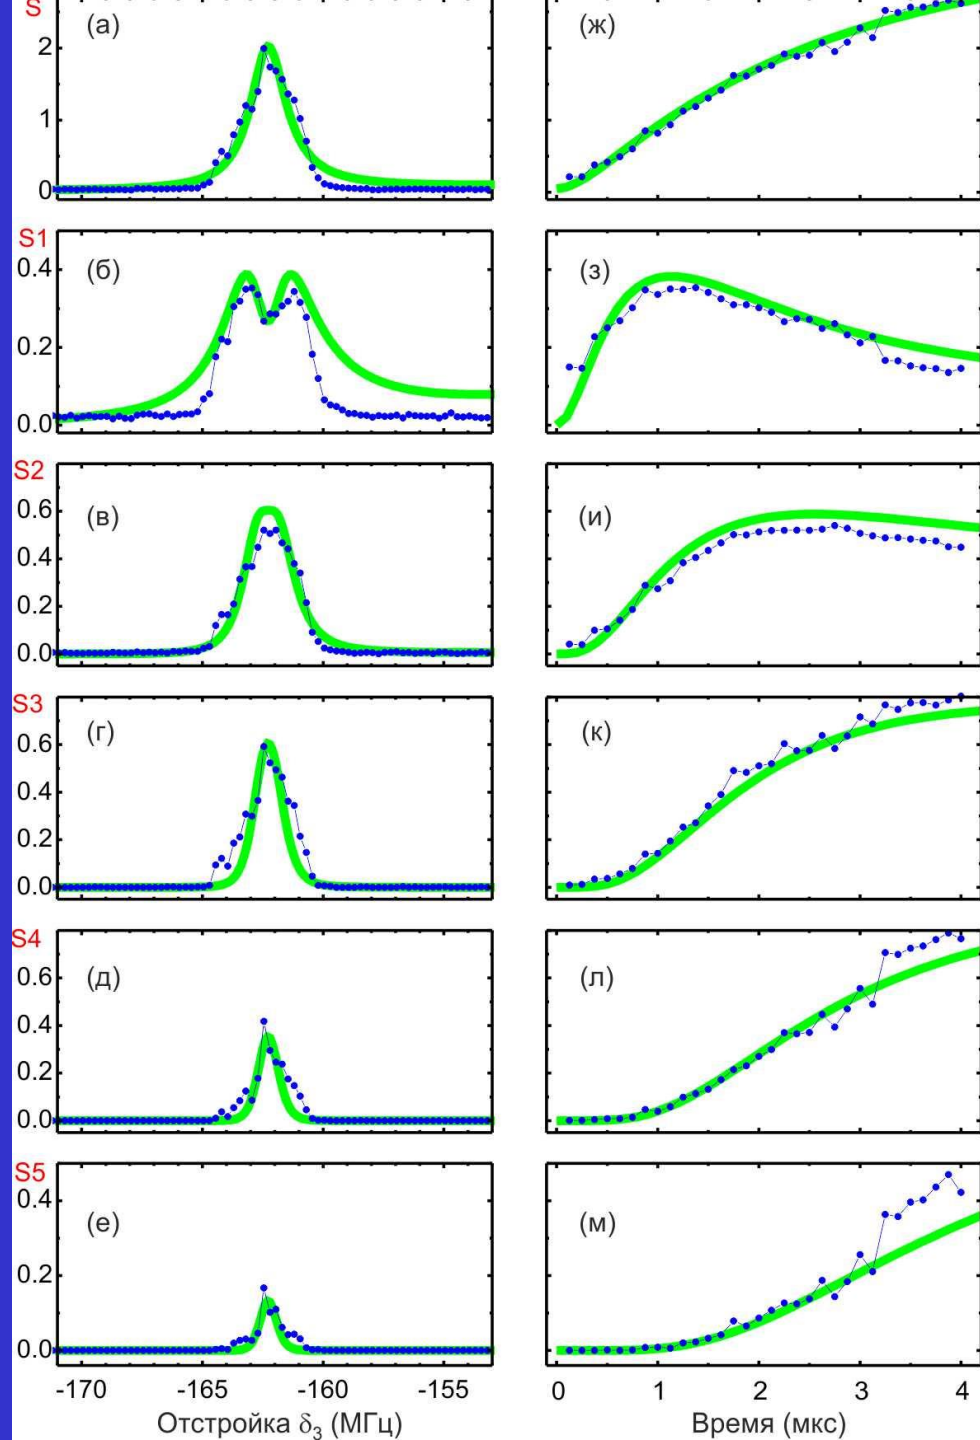 S
(а)
2
1
0
(ж)
S1
(б)
0.4
0.2
0.0
(з)
S2
(в)
0.6
0.4
0.2
0.0
(и)
S3
(г)
0.6
0.4
0.2
0.0
(к)
S4
(д)
0.6
0.4
0.2
0.0
(л)
S5
(е)
0.4
0.2
0.0
(м)
-170 -165 -160 -155
Отстройка δ₃ (МГц)
0 1 2 3 4
Время (мкс)